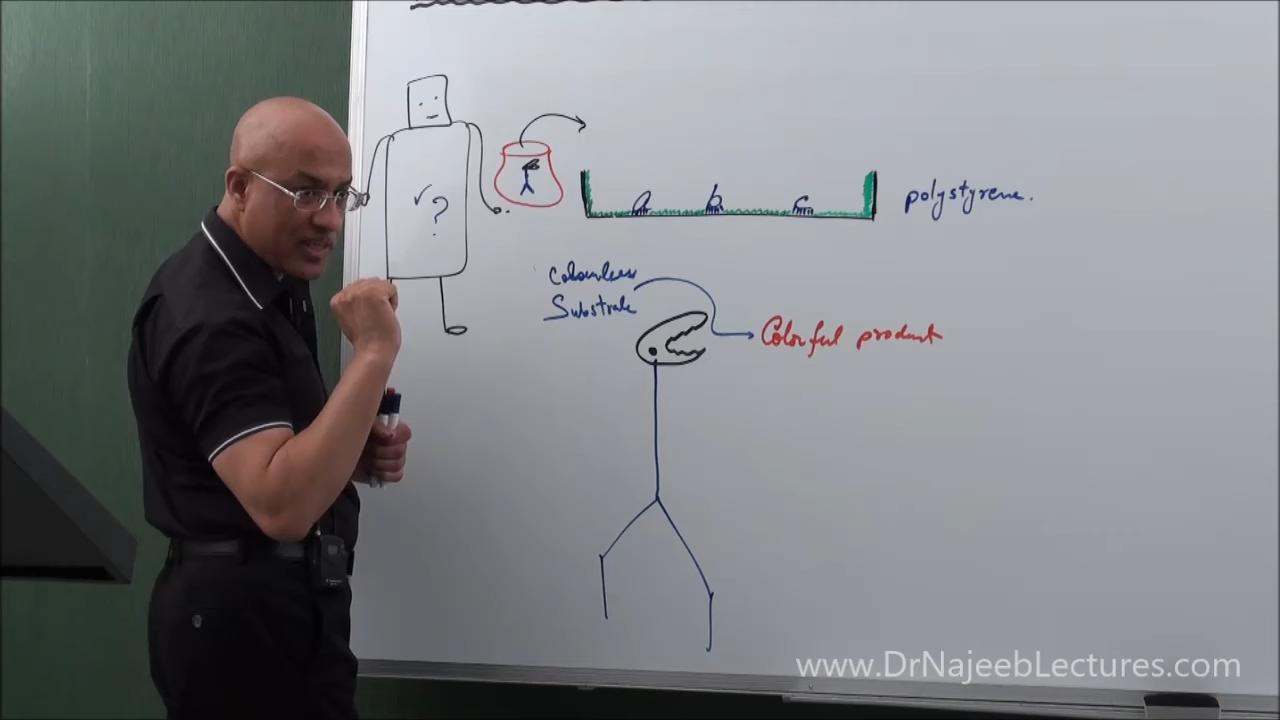 ?
a b c
polystyrene.
Colourless
Substrate
Colorful product
www.DrNajeebLectures.com